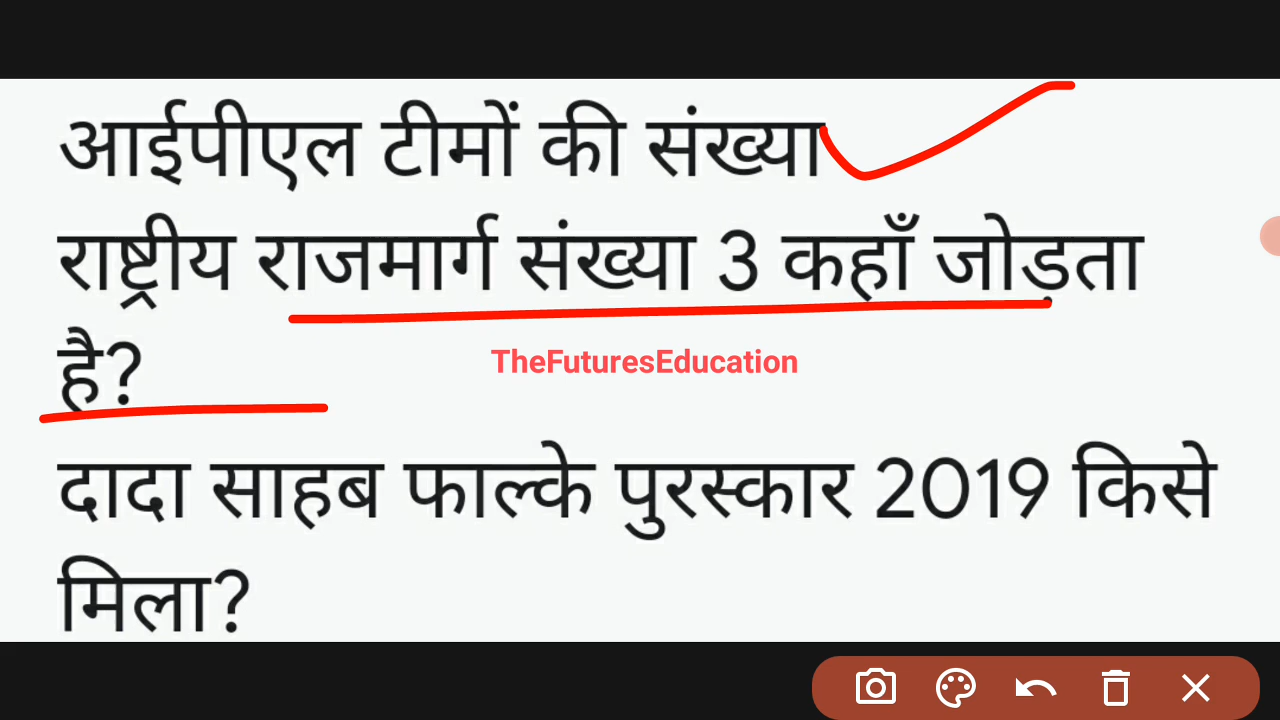 आईपीएल टीमों की संख्या
राष्ट्रीय राजमार्ग संख्या 3 कहाँ जोड़ता
है?
TheFuturesEducation
दादा साहब फाल्के पुरस्कार 2019 किसे
मिला?